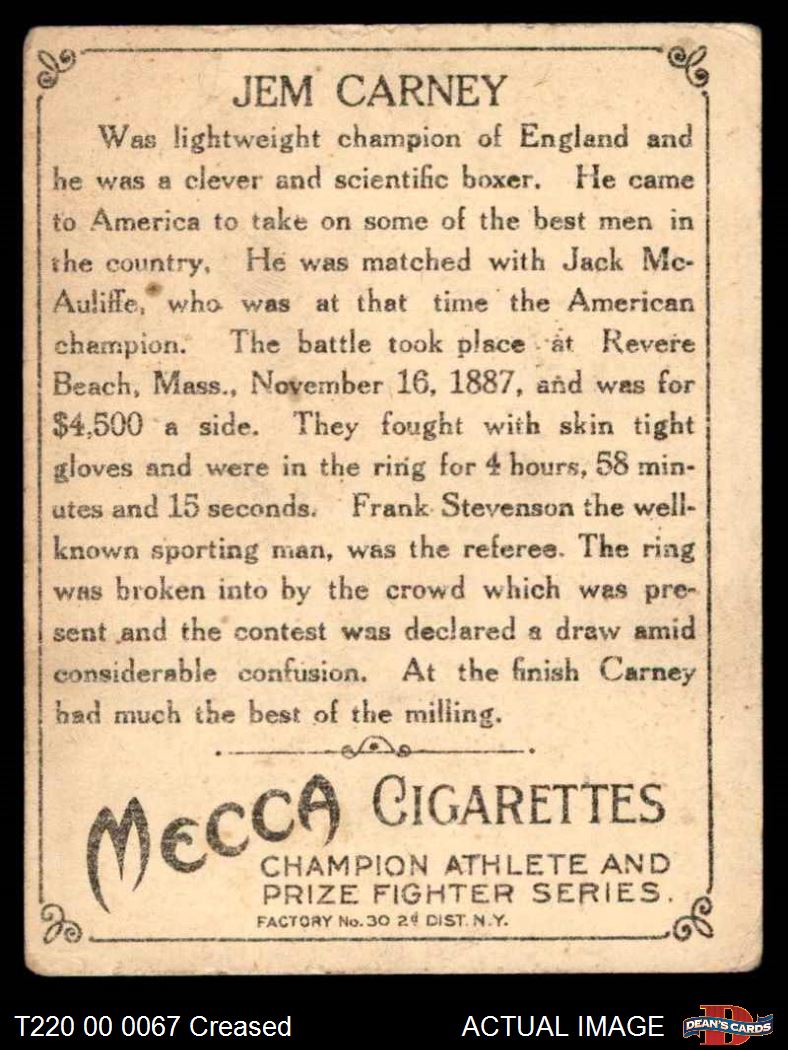 JEM CARNEY
Was lightweight champion of England and
he was a clever and scientific boxer. He came
to America to take on some of the best men in
the country. He was matched with Jack Mc-
Auliffe, who was at that time the American
champion. The battle took place at Revere
Beach, Mass., November 16, 1887, and was for
$4,500 a side. They fought with skin tight
gloves and were in the ring for 4 hours, 58 min-
utes and 15 seconds. Frank Stevenson the well-
known sporting man, was the referee. The ring
was broken into by the crowd which was pre-
sent and the contest was declared a draw amid
considerable confusion. At the finish Carney
had much the best of the milling.
MECCA CIGARETTES
CHAMPION ATHLETE AND
PRIZE FIGHTER SERIES.
FACTORY No. 30 2d DIST. N.Y.
T220 00 0067 Creased ACTUAL IMAGE DEAN'S CARDS